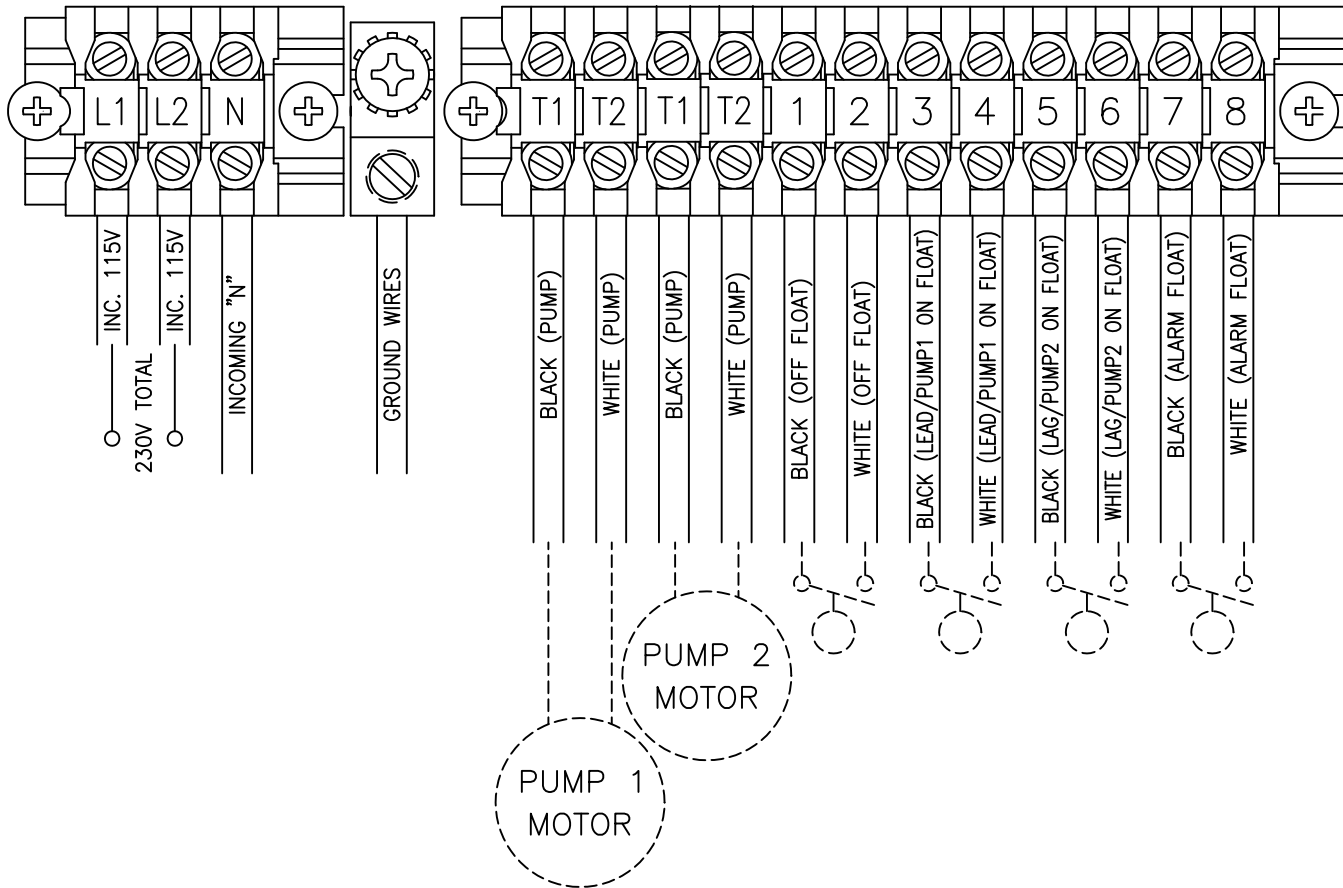 L1
L2
N
T1
T2
T1
T2
1
2
3
4
5
6
7
8
INC. 115V
INC. 115V
230V TOTAL
INCOMING "N"
GROUND WIRES
BLACK (PUMP)
WHITE (PUMP)
BLACK (PUMP)
WHITE (PUMP)
BLACK (OFF FLOAT)
WHITE (OFF FLOAT)
BLACK (LEAD/PUMP1 ON FLOAT)
WHITE (LEAD/PUMP1 ON FLOAT)
BLACK (LAG/PUMP2 ON FLOAT)
WHITE (LAG/PUMP2 ON FLOAT)
BLACK (ALARM FLOAT)
WHITE (ALARM FLOAT)
PUMP 2
MOTOR
PUMP 1
MOTOR